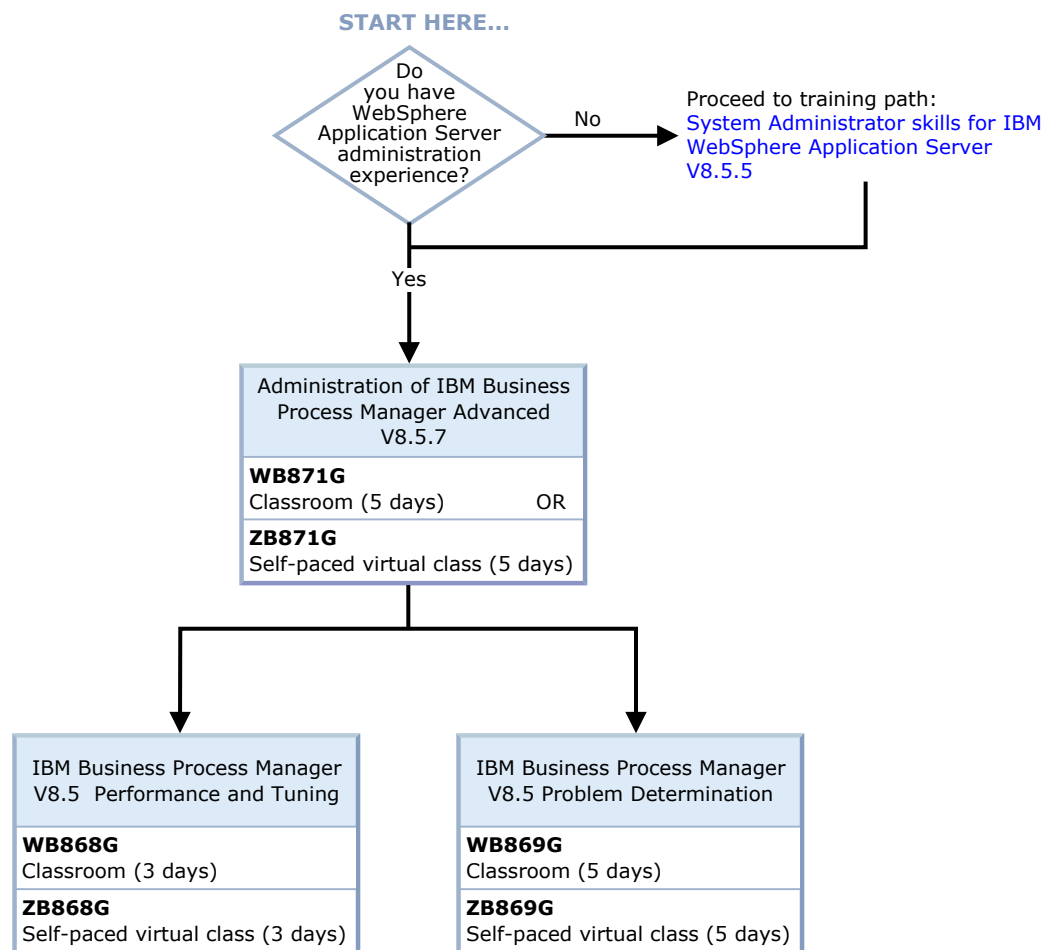 START HERE...
Do
you have
WebSphere
Application Server
administration
experience?
No
Proceed to training path:
System Administrator skills for IBM
WebSphere Application Server
V8.5.5
Yes
Administration of IBM Business
Process Manager Advanced
V8.5.7
WB871G
Classroom (5 days) OR
ZB871G
Self-paced virtual class (5 days)
IBM Business Process Manager
V8.5 Performance and Tuning
WB868G
Classroom (3 days)
ZB868G
Self-paced virtual class (3 days)
IBM Business Process Manager
V8.5 Problem Determination
WB869G
Classroom (5 days)
ZB869G
Self-paced virtual class (5 days)